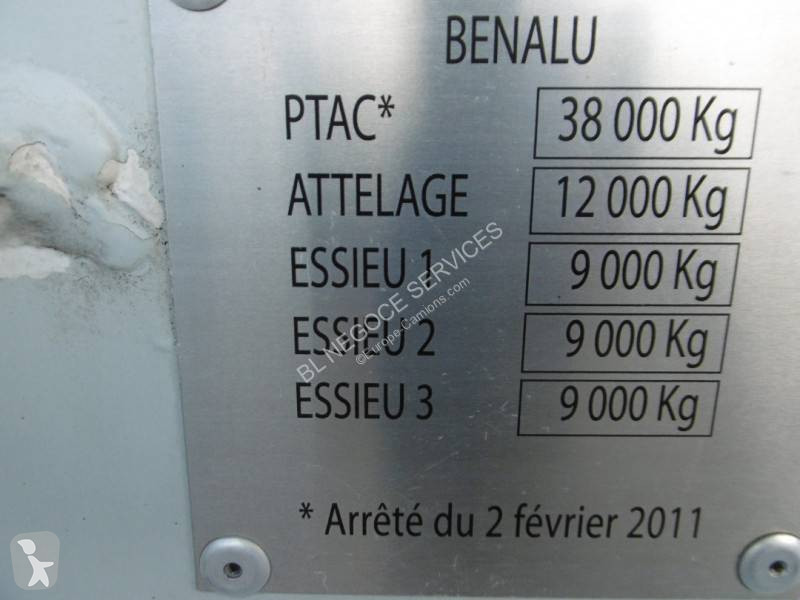 BENALU
PTAC* 38 000 Kg
ATTELAGE 12 000 Kg
ESSIEU 1 9 000 Kg
ESSIEU 2 9 000 Kg
ESSIEU 3 9 000 Kg
* Arrêté du 2 février 2011
BL NEGOCE SERVICES
©Europe-Camions.com